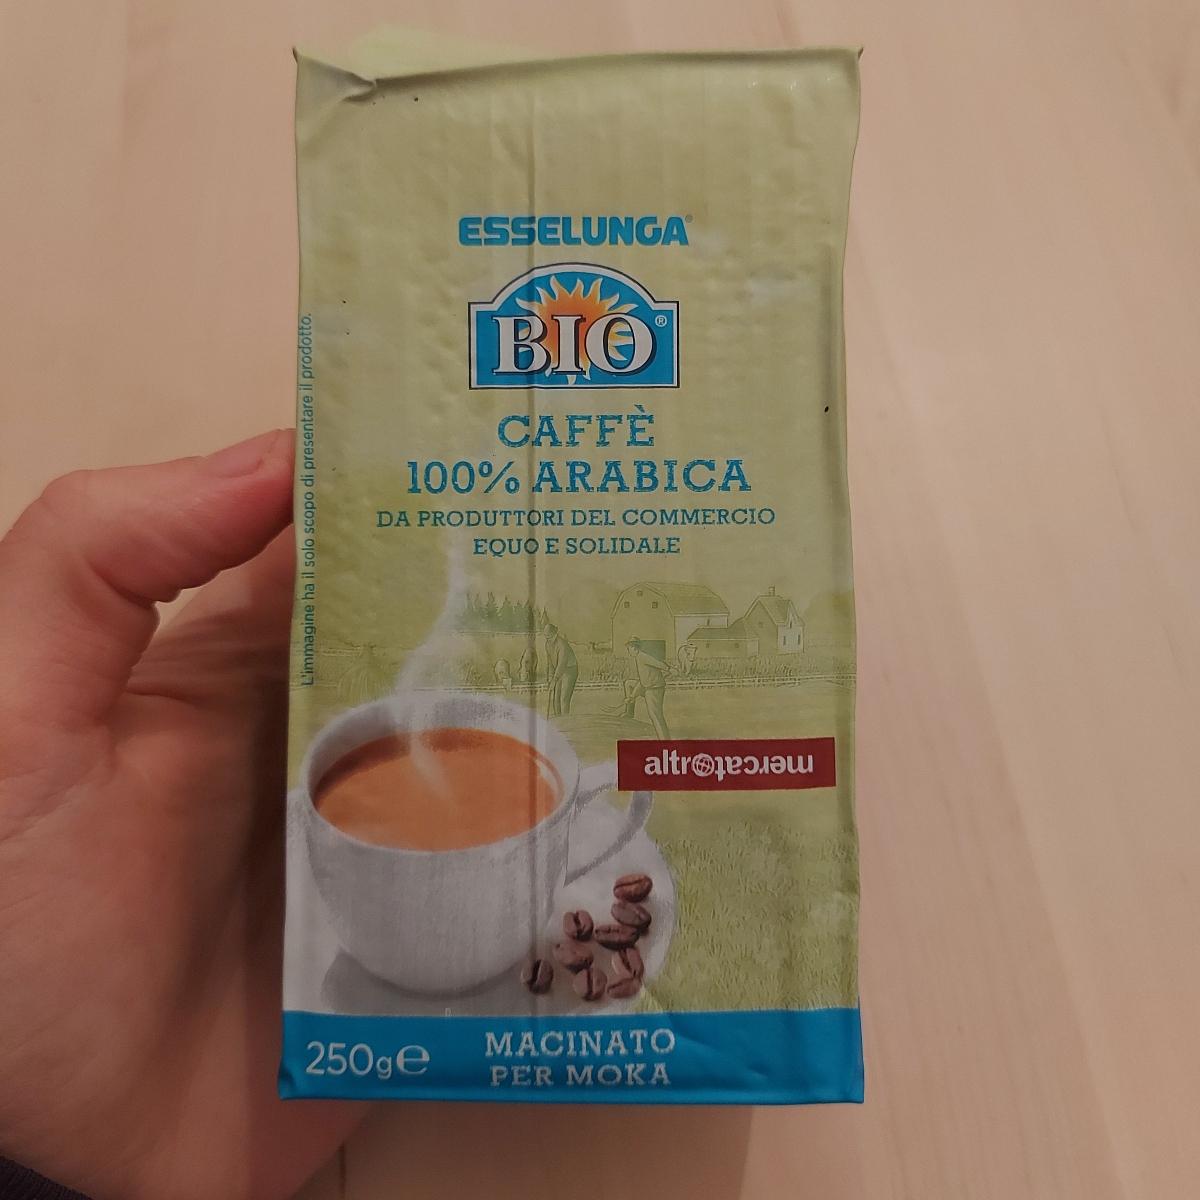 ESSELUNGA®
BIO®
CAFFÈ
100% ARABICA
DA PRODUTTORI DEL COMMERCIO
EQUO E SOLIDALE
L'immagine ha il solo scopo di presentare il prodotto.
altromercato
250g℮
MACINATO
PER MOKA